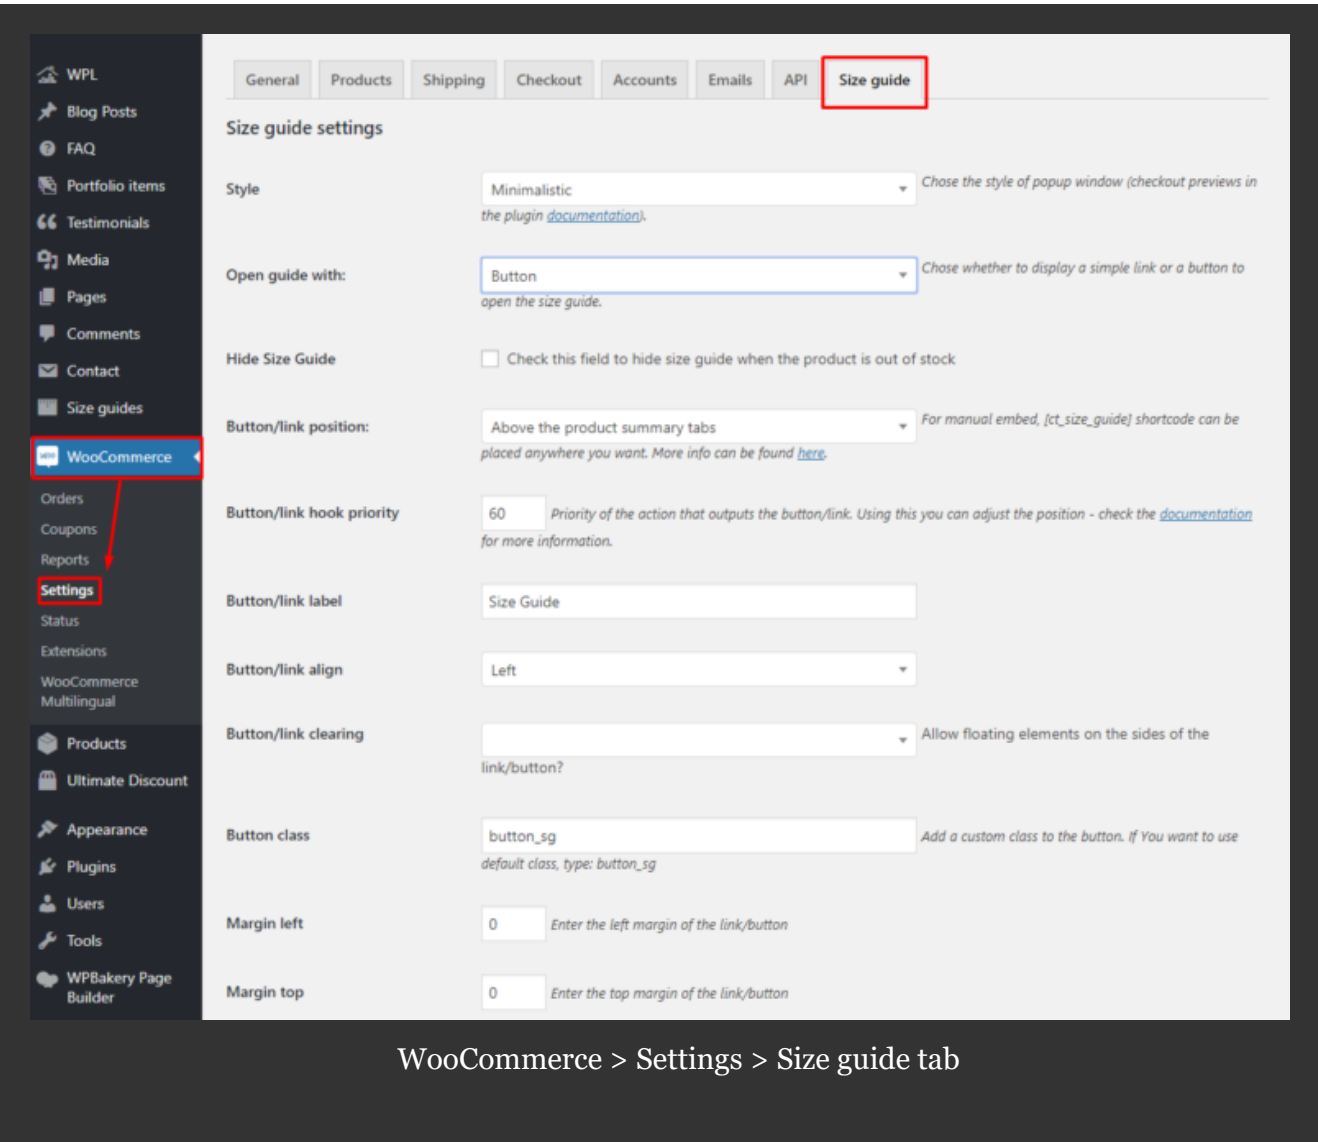 WPL
Blog Posts
FAQ
Portfolio items
Testimonials
Media
Pages
Comments
Contact
Size guides
WooCommerce
Orders
Coupons
Reports
Settings
Status
Extensions
WooCommerce
Multilingual
Products
Ultimate Discount
Appearance
Plugins
Users
Tools
WPBakery Page
Builder
General Products Shipping Checkout Accounts Emails API Size guide
Size guide settings
Style Minimalistic Chose the style of popup window (checkout previews in
the plugin documentation).
Open guide with: Button Chose whether to display a simple link or a button to
open the size guide.
Hide Size Guide Check this field to hide size guide when the product is out of stock
Button/link position: Above the product summary tabs For manual embed, [ct_size_guide] shortcode can be
placed anywhere you want. More info can be found here.
Button/link hook priority 60 Priority of the action that outputs the button/link. Using this you can adjust the position - check the documentation
for more information.
Button/link label Size Guide
Button/link align Left
Button/link clearing Allow floating elements on the sides of the
link/button?
Button class button_sg Add a custom class to the button. If You want to use
default class, type: button_sg
Margin left 0 Enter the left margin of the link/button
Margin top 0 Enter the top margin of the link/button
WooCommerce > Settings > Size guide tab